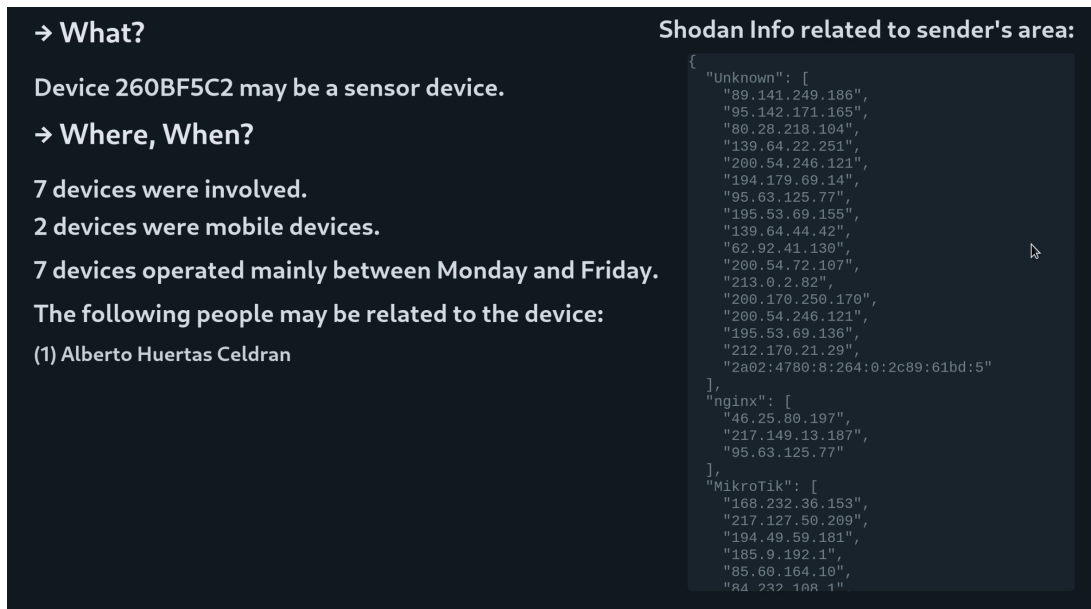 → What?
Device 260BF5C2 may be a sensor device.
→ Where, When?
7 devices were involved.
2 devices were mobile devices.
7 devices operated mainly between Monday and Friday.
The following people may be related to the device:
(1) Alberto Huertas Celdran
Shodan Info related to sender's area:
{
"Unknown": [
"89.141.249.186",
"95.142.171.165",
"80.28.218.104",
"139.64.22.251",
"200.54.246.121",
"194.179.69.14",
"95.63.125.77",
"195.53.69.155",
"139.64.44.42",
"62.92.41.130",
"200.54.72.107",
"213.0.2.82",
"200.170.250.170",
"200.54.246.121",
"195.53.69.136",
"212.170.21.29",
"2a02:4780:8:264:0:2c89:61bd:5"
],
"nginx": [
"46.25.80.197",
"217.149.13.187",
"95.63.125.77"
],
"MikroTik": [
"168.232.36.153",
"217.127.50.209",
"194.49.59.181",
"185.9.192.1",
"85.60.164.10",
"84.232.108.1",